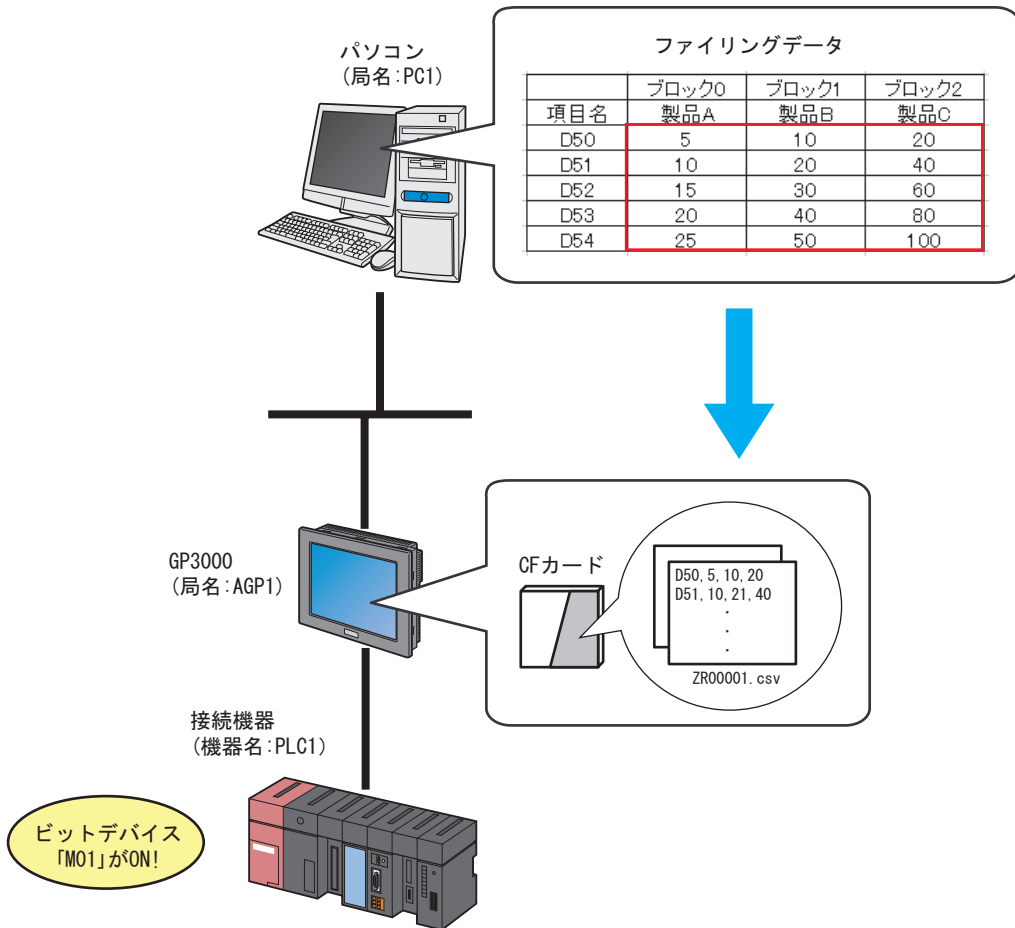 パソコン
(局名:PC1)
ファイリングデータ
ブロック0 ブロック1 ブロック2
項目名 製品A 製品B 製品C
D50 5 10 20
D51 10 20 40
D52 15 30 60
D53 20 40 80
D54 25 50 100
GP3000
(局名:AGP1)
CFカード
D50, 5, 10, 20
D51, 10, 21, 40
.
.
.
ZR00001.csv
接続機器
(機器名:PLC1)
ビットデバイス
「M01」がON!